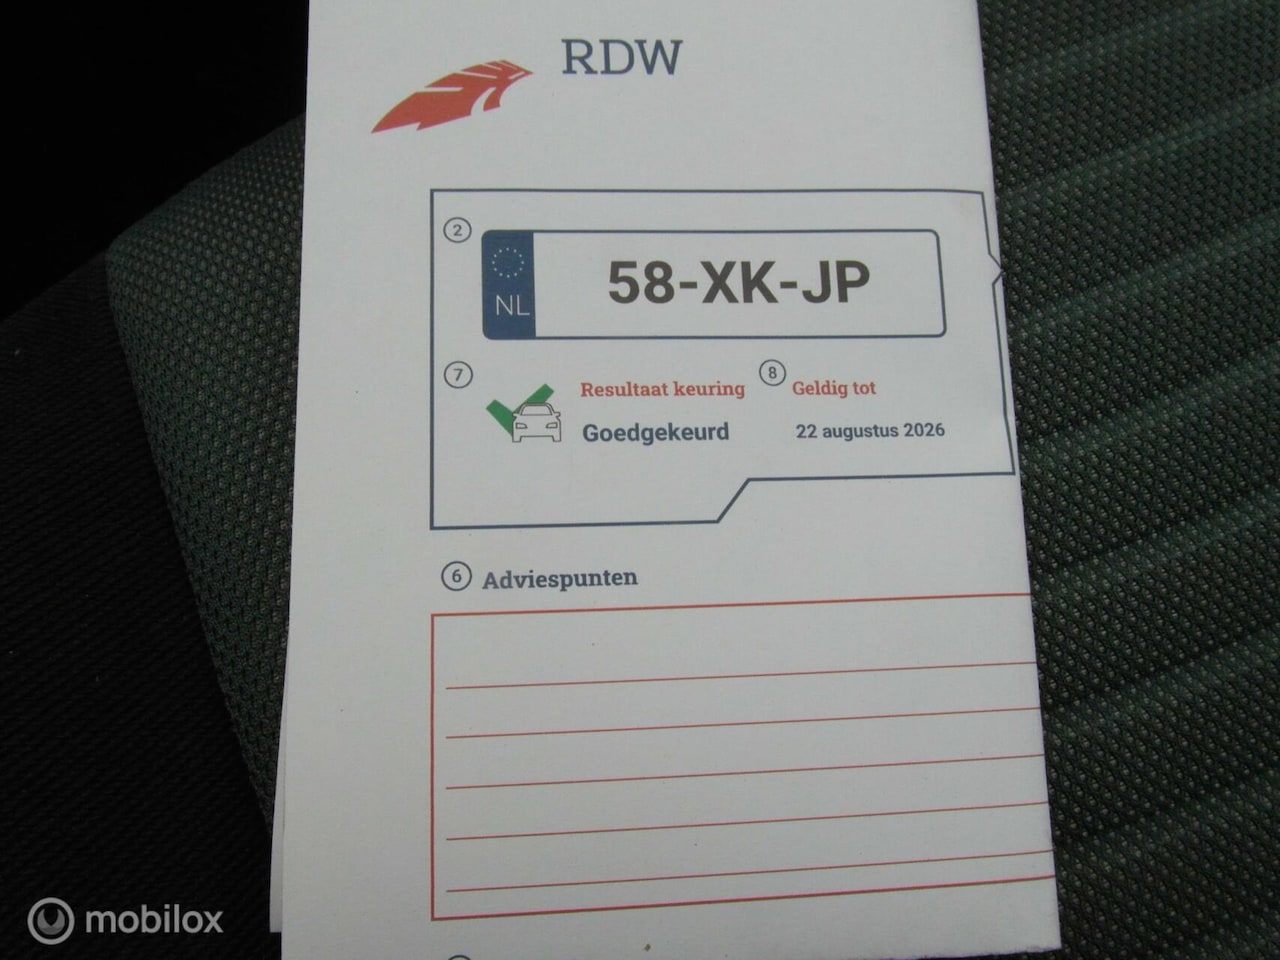 RDW
2
NL
58-XK-JP
7
Resultaat keuring
8
Geldig tot
Goedgekeurd
22 augustus 2026
6 Adviespunten
mobilox